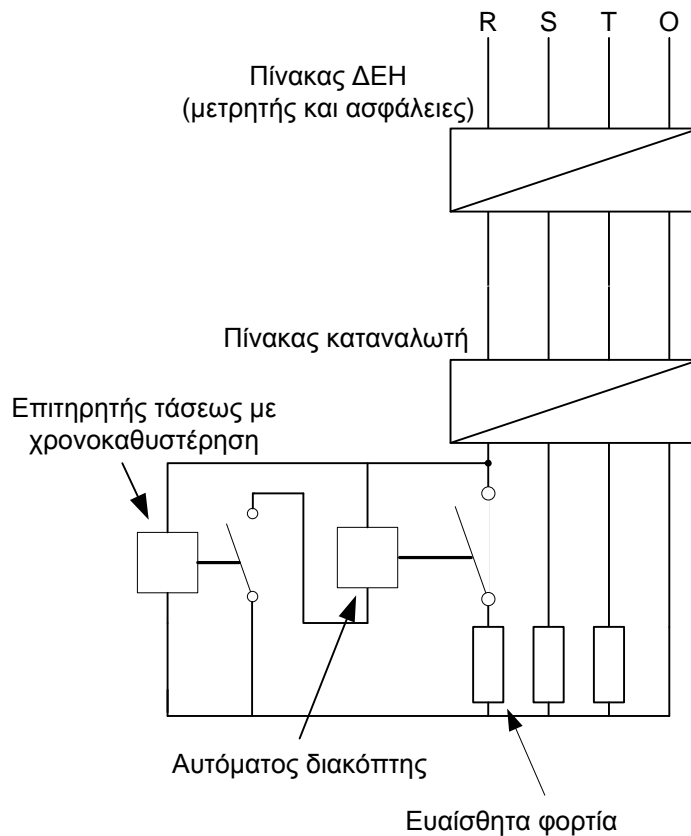 R S T O
Πίνακας ΔΕΗ
(μετρητής και ασφάλειες)
Πίνακας καταναλωτή
Επιτηρητής τάσεως με
χρονοκαθυστέρηση
Αυτόματος διακόπτης
Ευαίσθητα φορτία